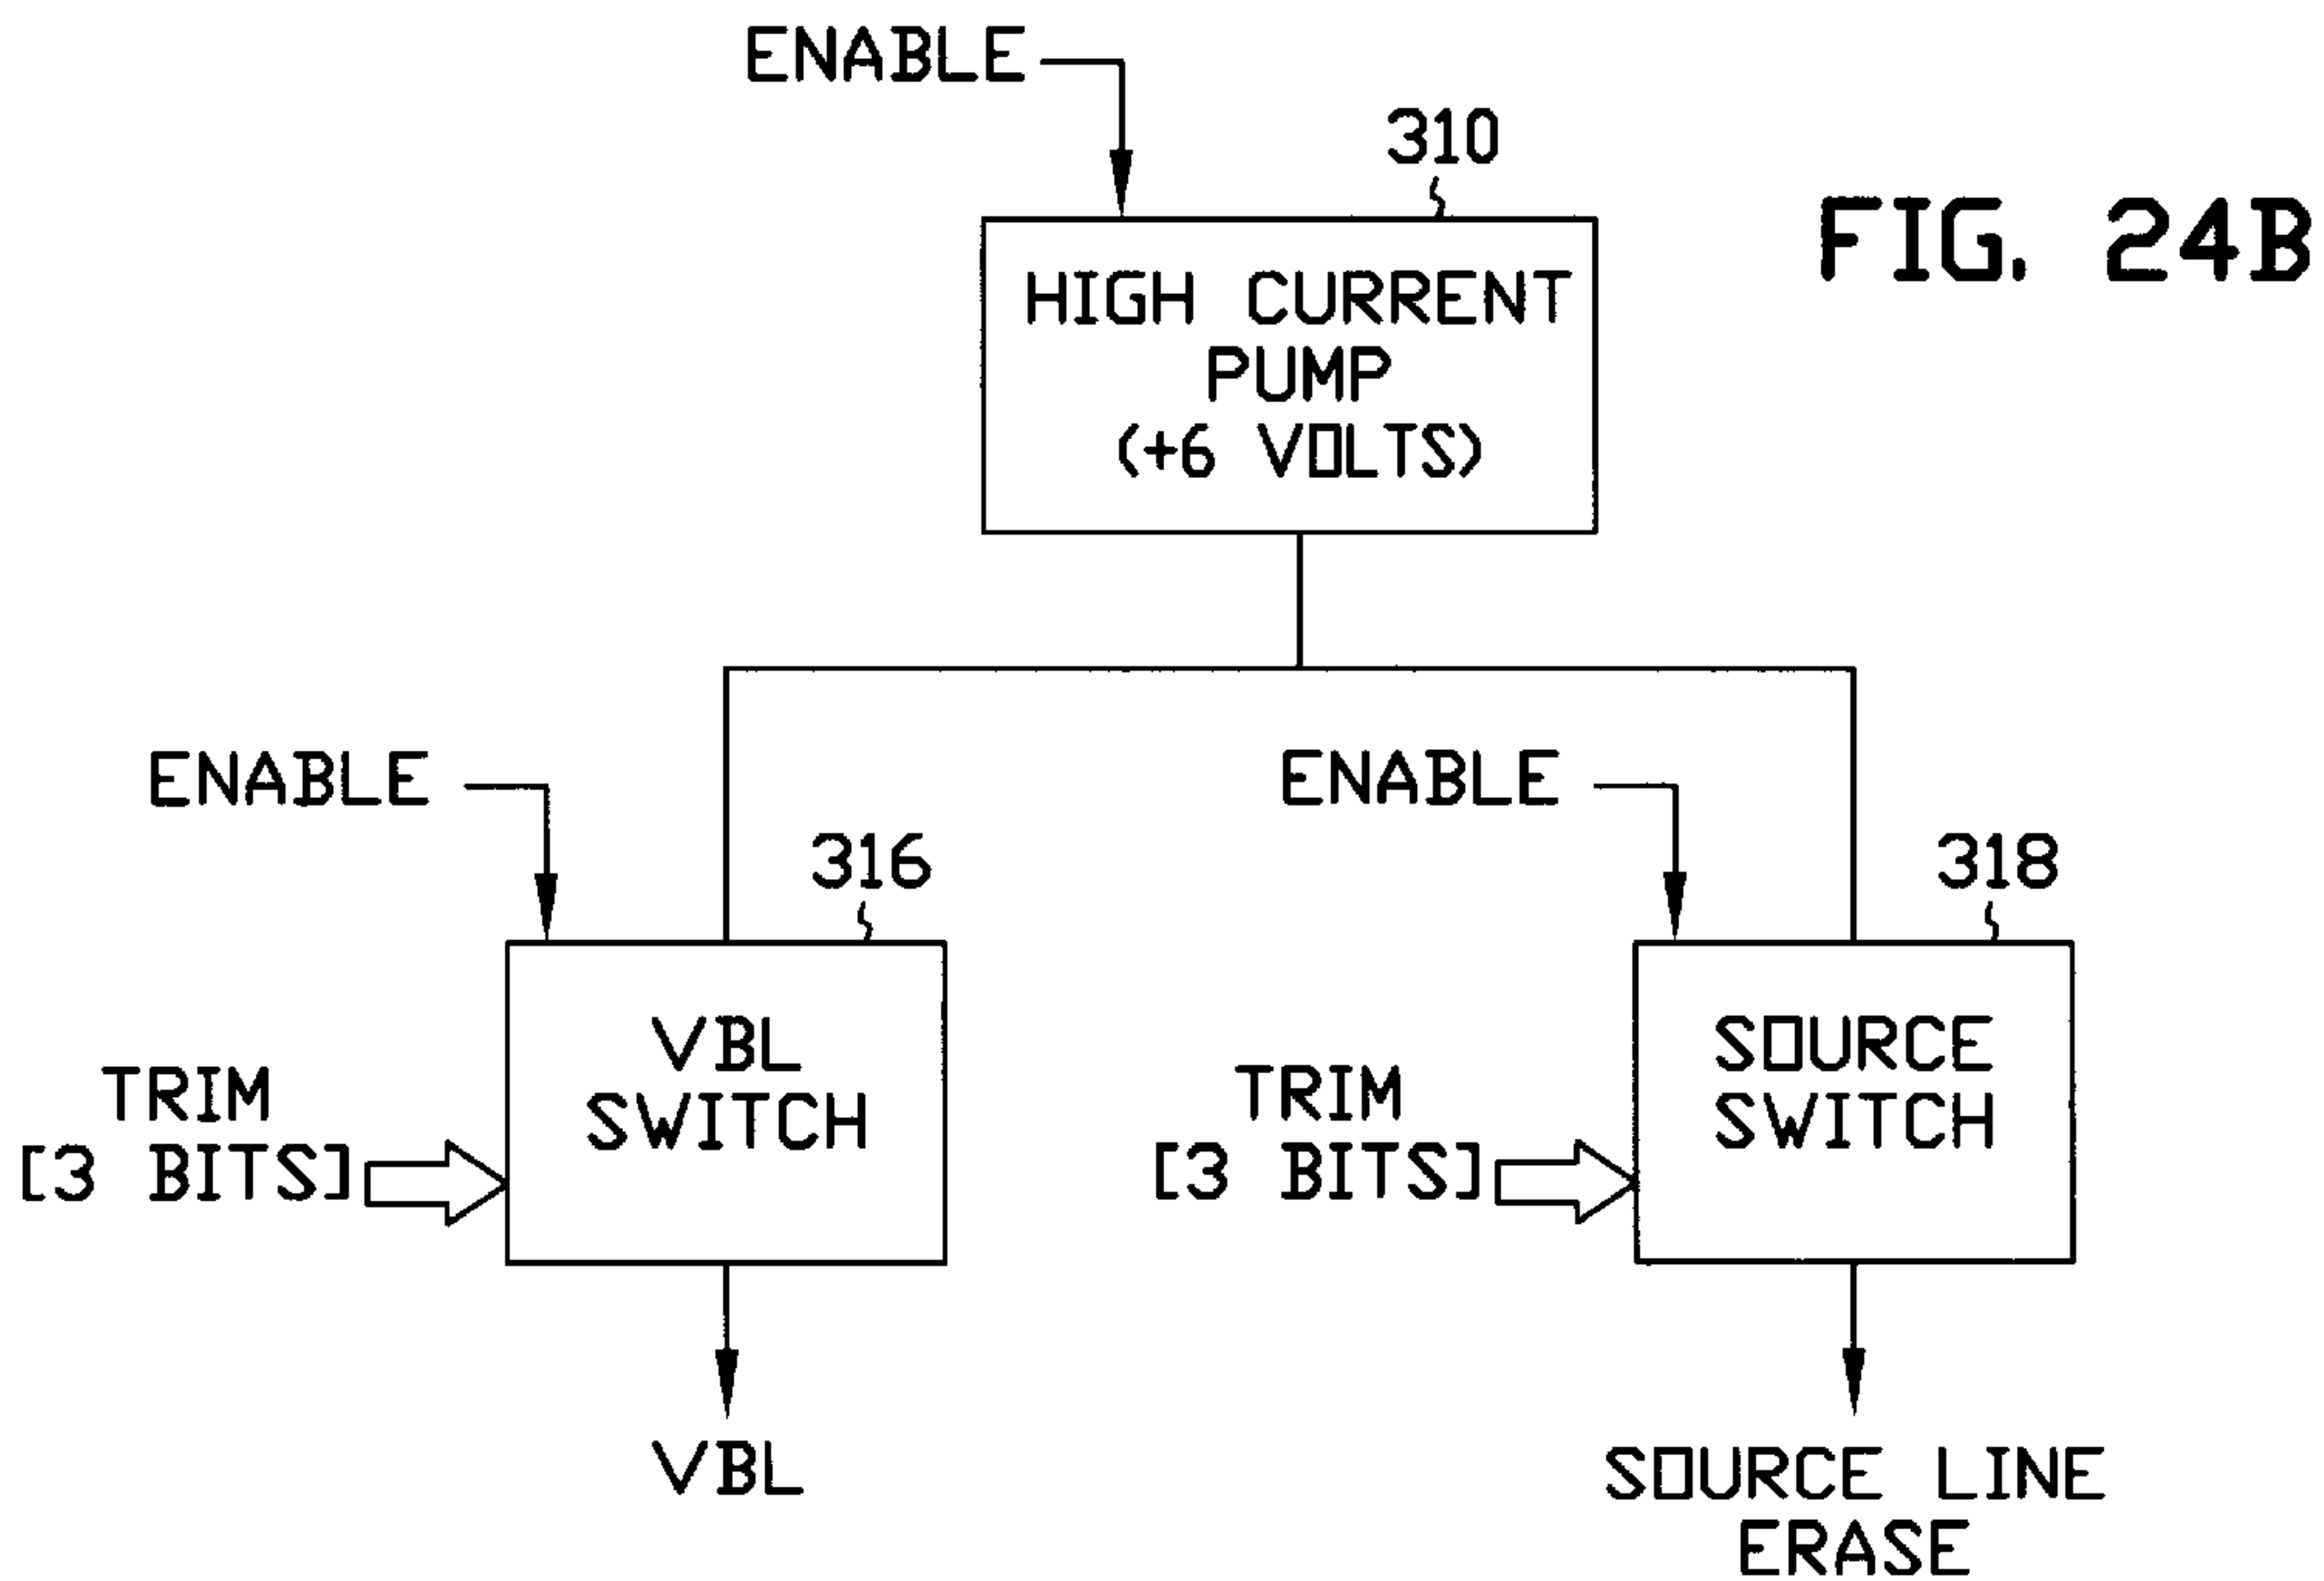 ENABLE
310
FIG. 24B
HIGH CURRENT
PUMP
(+6 VOLTS)
ENABLE
316
ENABLE
318
VBL
SWITCH
TRIM
[3 BITS]
SOURCE
SWITCH
TRIM
[3 BITS]
VBL
SOURCE LINE
ERASE